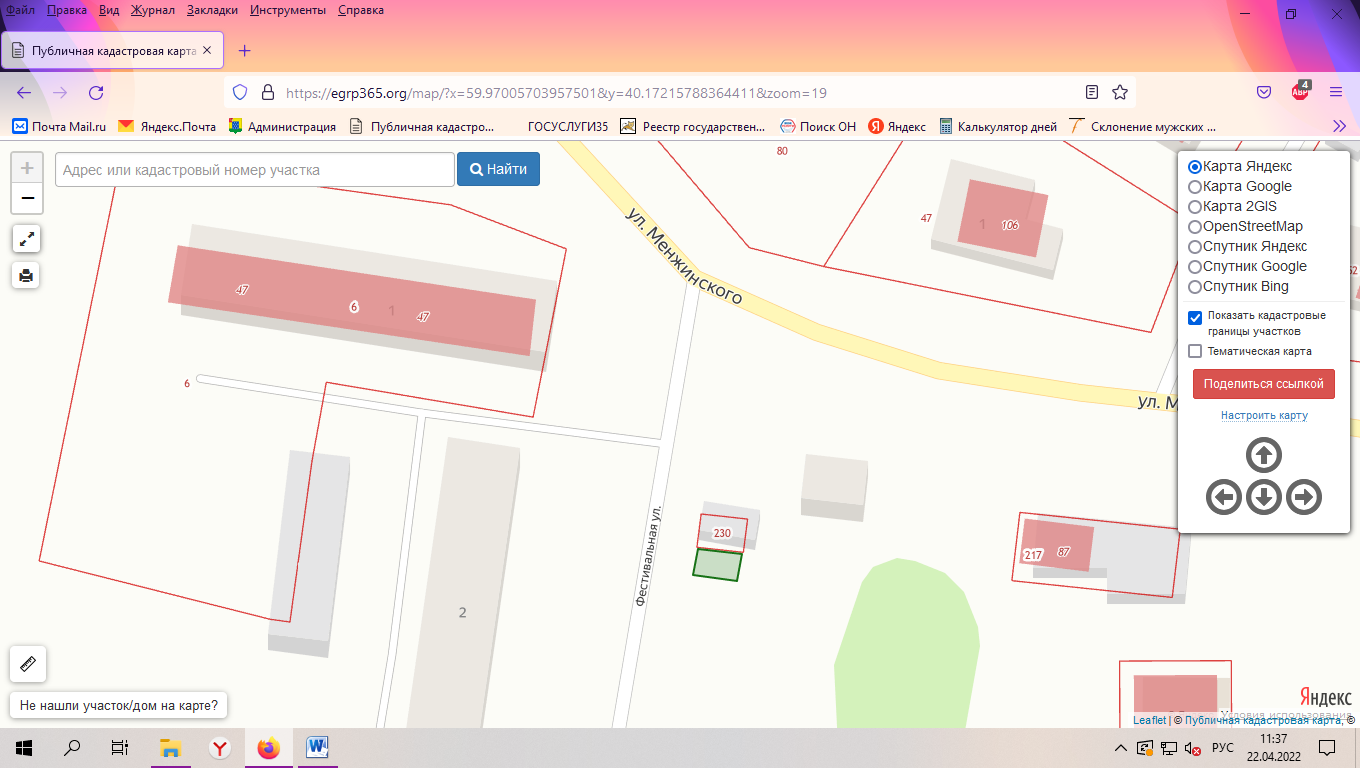 Файл Правка Вид Журнал Закладки Инструменты Справка
Публичная кадастровая карта
https://egrp365.org/map/?x=59.97005703957501&y=40.17215788364411&zoom=19
4
ABP
Почта Mail.ru Яндекс.Почта Администрация Публичная кадастро... ГОСУСЛУГИ35 Реестр государствен... Поиск ОН Яндекс Калькулятор дней Склонение мужских ...
Адрес или кадастровый номер участка
Найти
80
ул. Менжинского
47
1
106
47
6
1
47
6
ул. М
Фестивальная ул.
230
217
87
2
Карта Яндекс
Карта Google
Карта 2GIS
OpenStreetMap
Спутник Яндекс
Спутник Google
Спутник Bing
Показать кадастровые
границы участков
Тематическая карта
Поделиться ссылкой
Настроить карту
Не нашли участок/дом на карте?
Яндекс
Условия использования
Leaflet | © Публичная кадастровая карта, ©
РУС
11:37
22.04.2022